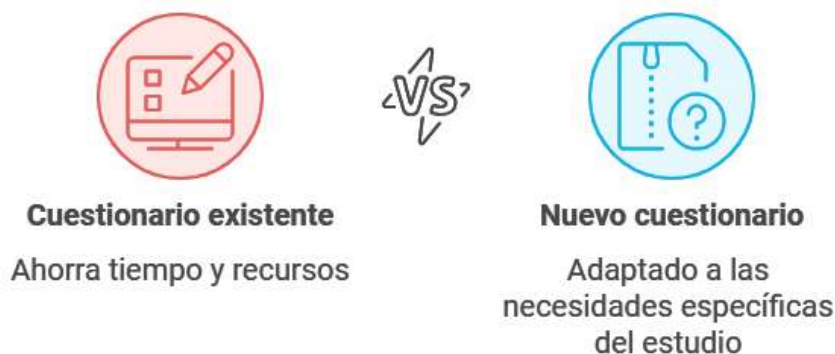 VS
Cuestionario existente
Ahorra tiempo y recursos
Nuevo cuestionario
Adaptado a las
necesidades específicas
del estudio